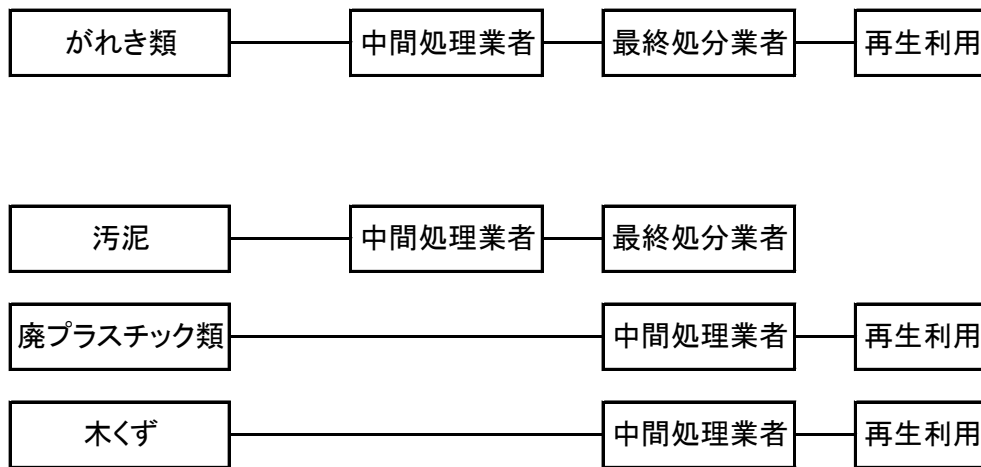 がれき類 中間処理業者 最終処分業者 再生利用
汚泥 中間処理業者 最終処分業者
廃プラスチック類 中間処理業者 再生利用
木くず 中間処理業者 再生利用